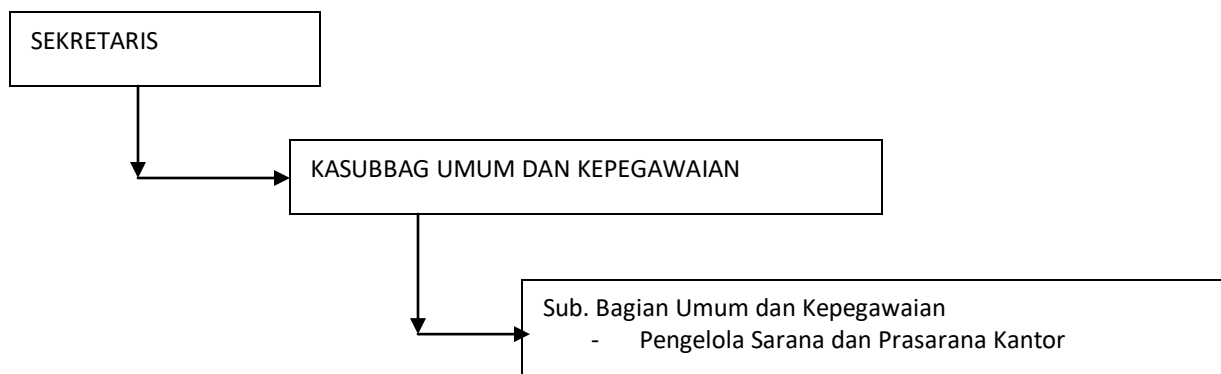 SEKRETARIS
KASUBBAG UMUM DAN KEPEGAWAIAN
Sub. Bagian Umum dan Kepegawaian
- Pengelola Sarana dan Prasarana Kantor